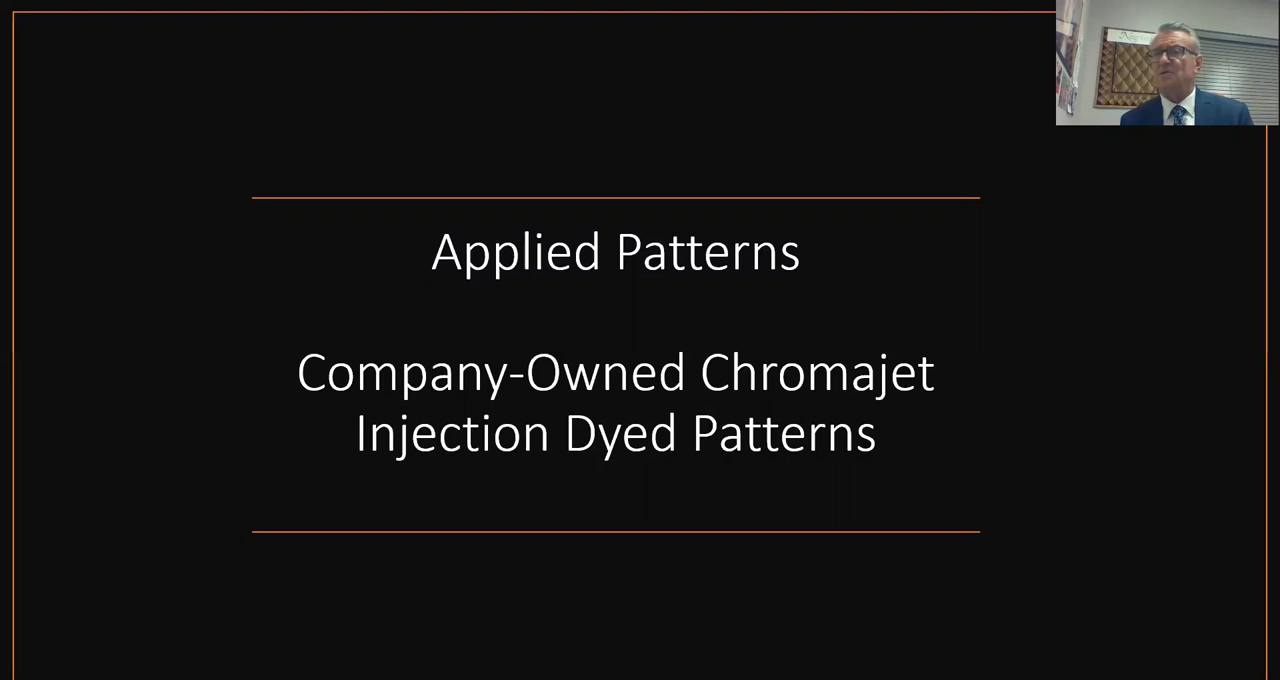 Applied Patterns
Company-Owned Chromajet
Injection Dyed Patterns